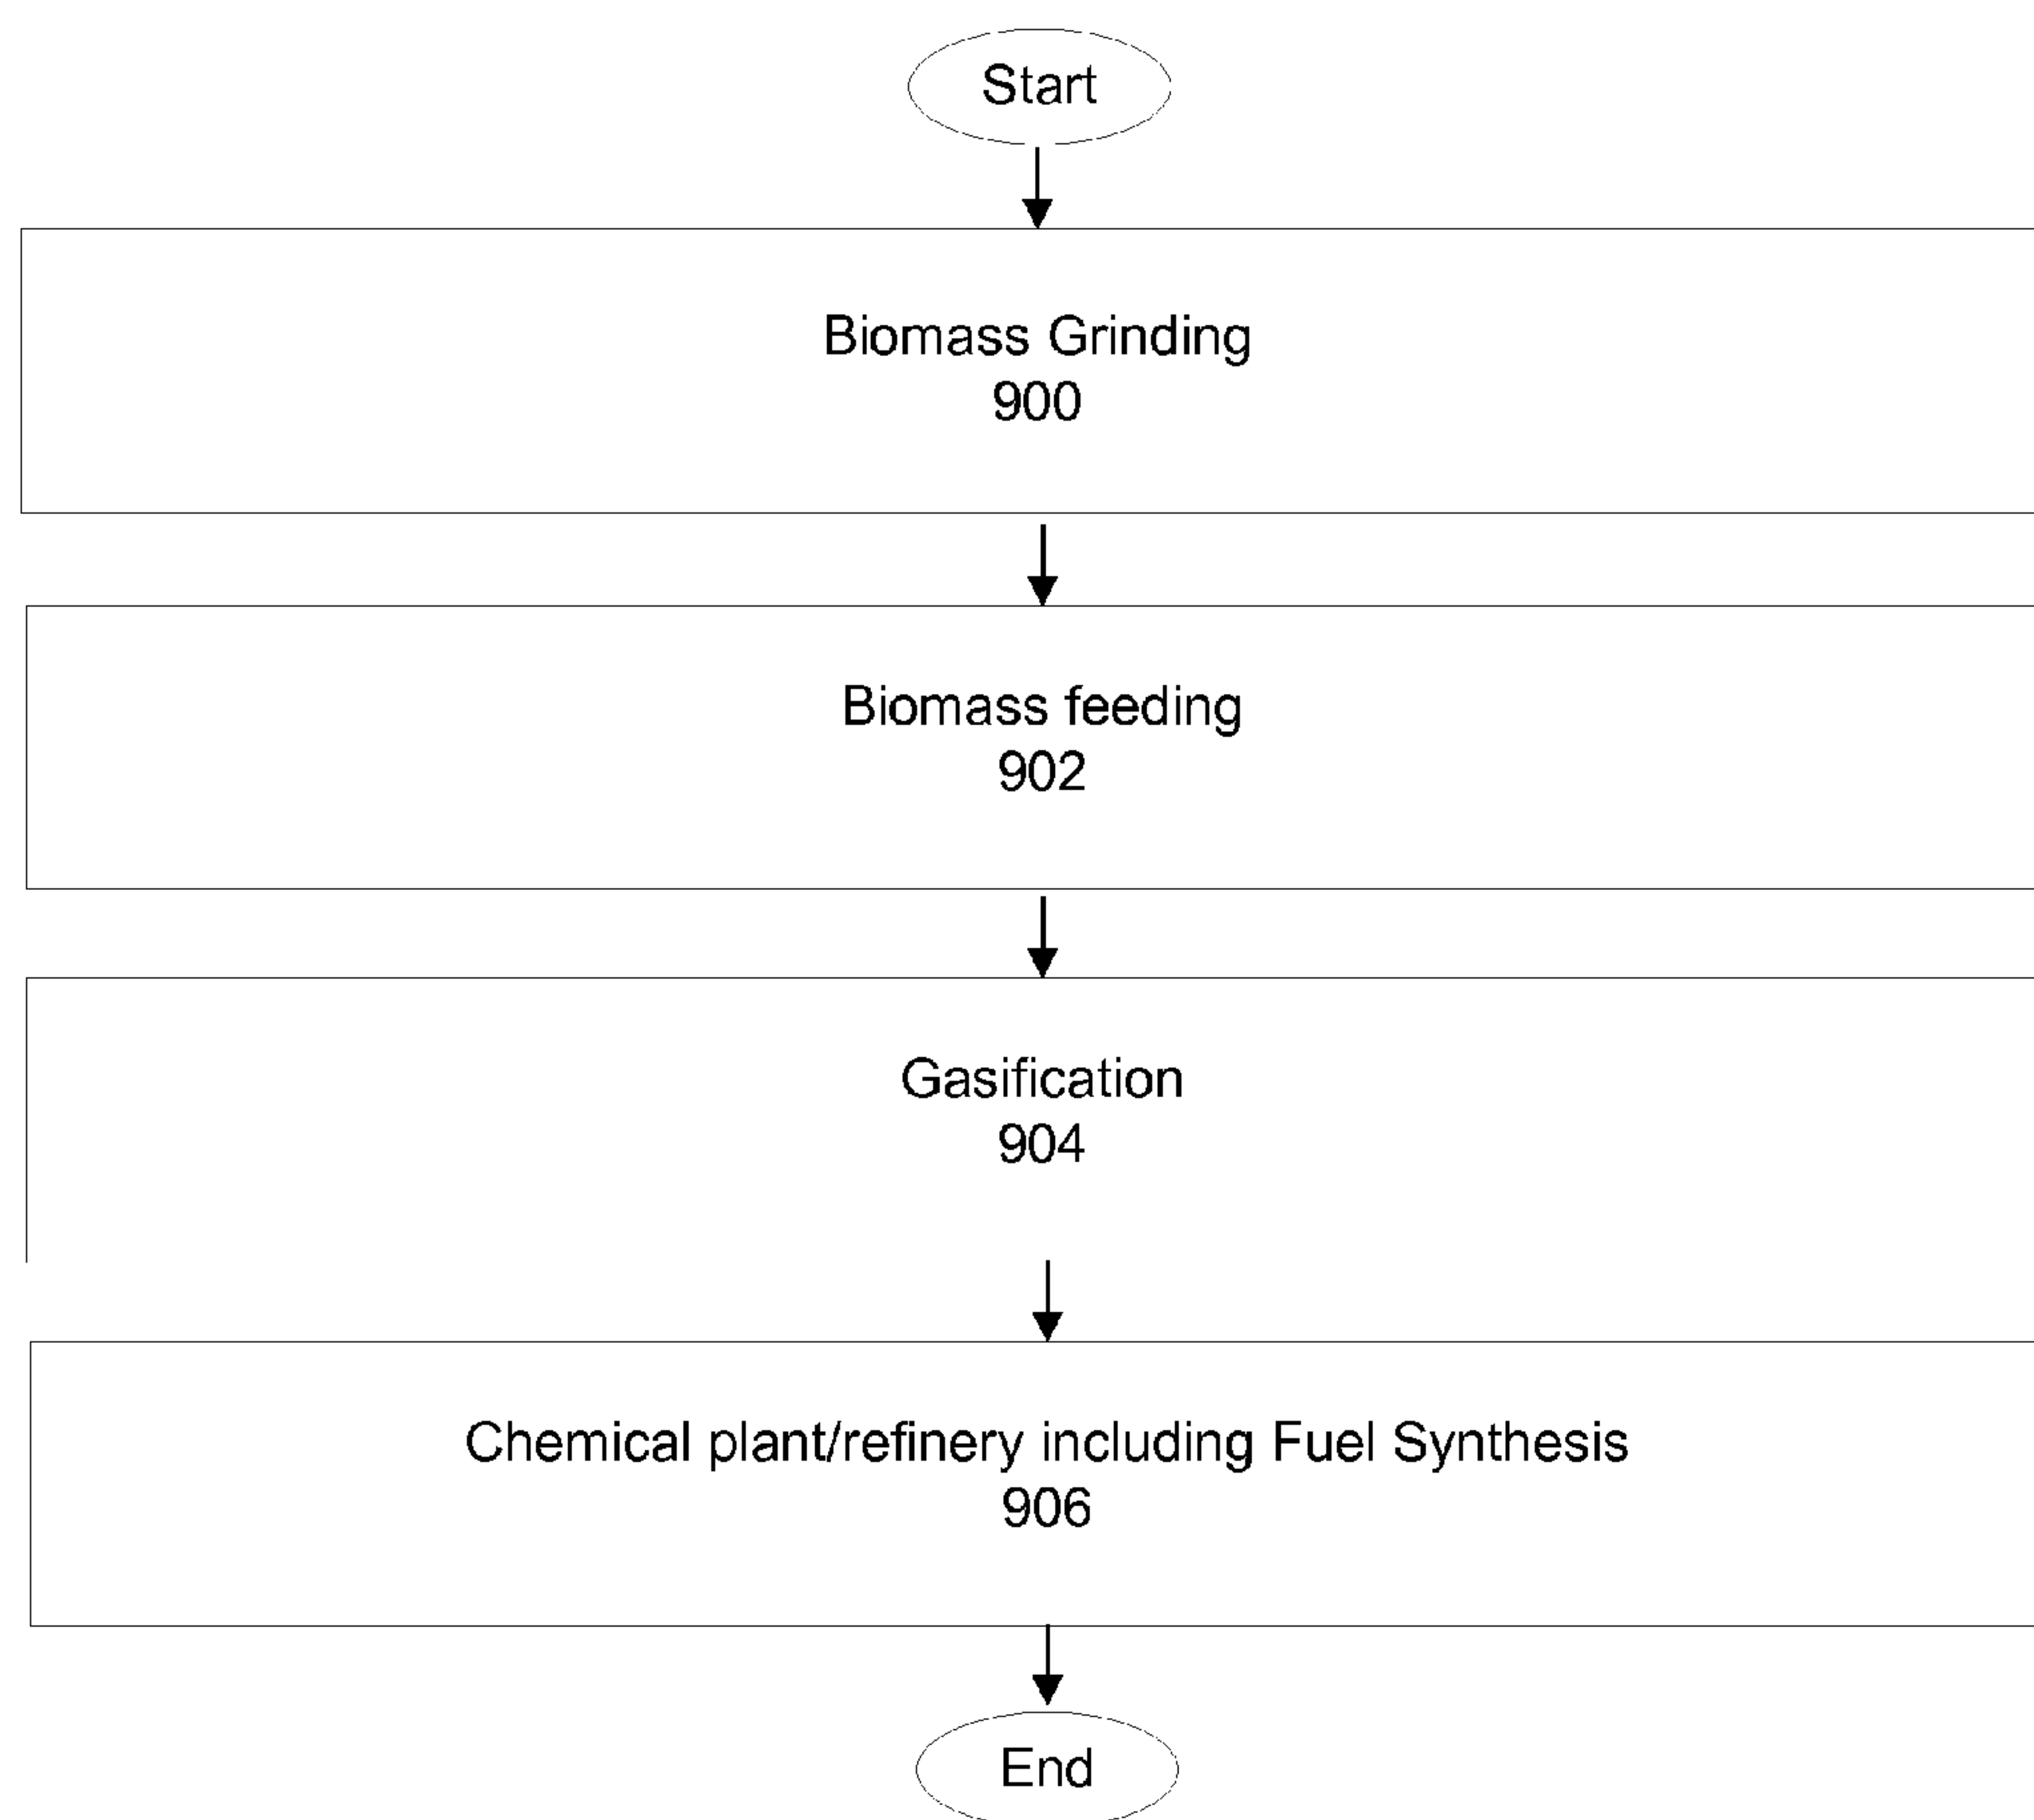 Start
Biomass Grinding
900
Biomass feeding
902
Gasification
904
Chemical plant/refinery including Fuel Synthesis
906
End